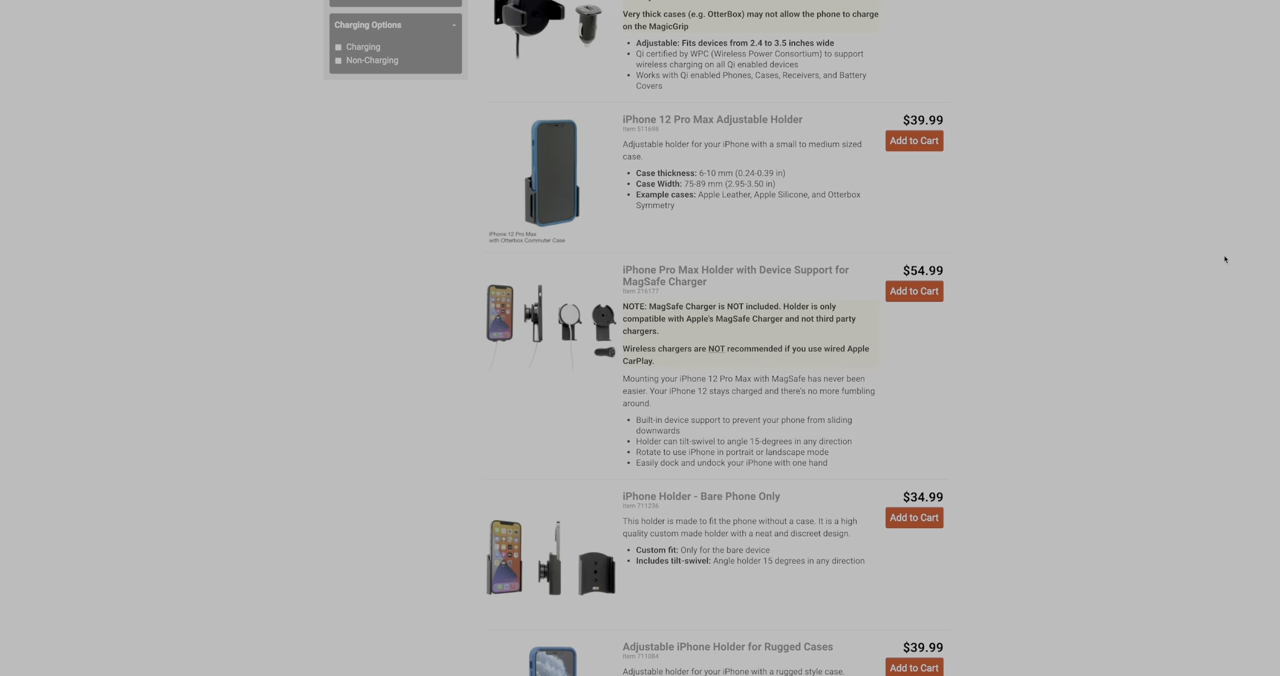 Very thick cases (e.g. OtterBox) may not allow the phone to charge
on the MagicGrip
Charging Options -
Charging
Non-Charging
• Adjustable: Fits devices from 2.4 to 3.5 inches wide
• Qi certified by WPC (Wireless Power Consortium) to support
wireless charging on all Qi enabled devices
• Works with Qi enabled Phones, Cases, Receivers, and Battery
Covers
iPhone 12 Pro Max Adjustable Holder
$39.99
Item 511698
Add to Cart
Adjustable holder for your iPhone with a small to medium sized
case.
• Case thickness: 6-10 mm (0.24-0.39 in)
• Case Width: 75-89 mm (2.95-3.50 in)
• Example cases: Apple Leather, Apple Silicone, and Otterbox
Symmetry
iPhone 12 Pro Max
with Otterbox Commuter Case
iPhone Pro Max Holder with Device Support for
MagSafe Charger
$54.99
Item 216177
Add to Cart
NOTE: MagSafe Charger is NOT included. Holder is only
compatible with Apple's MagSafe Charger and not third party
chargers.
Wireless chargers are NOT recommended if you use wired Apple
CarPlay.
Mounting your iPhone 12 Pro Max with MagSafe has never been
easier. Your iPhone 12 stays charged and there's no more fumbling
around.
• Built-in device support to prevent your phone from sliding
downwards
• Holder can tilt-swivel to angle 15-degrees in any direction
• Rotate to use iPhone in portrait or landscape mode
• Easily dock and undock your iPhone with one hand
iPhone Holder - Bare Phone Only
$34.99
Item 711236
Add to Cart
This holder is made to fit the phone without a case. It is a high
quality custom made holder with a neat and discreet design.
• Custom fit: Only for the bare device
• Includes tilt-swivel: Angle holder 15 degrees in any direction
Adjustable iPhone Holder for Rugged Cases
$39.99
Item 711084
Add to Cart
Adjustable holder for your iPhone with a rugged style case.